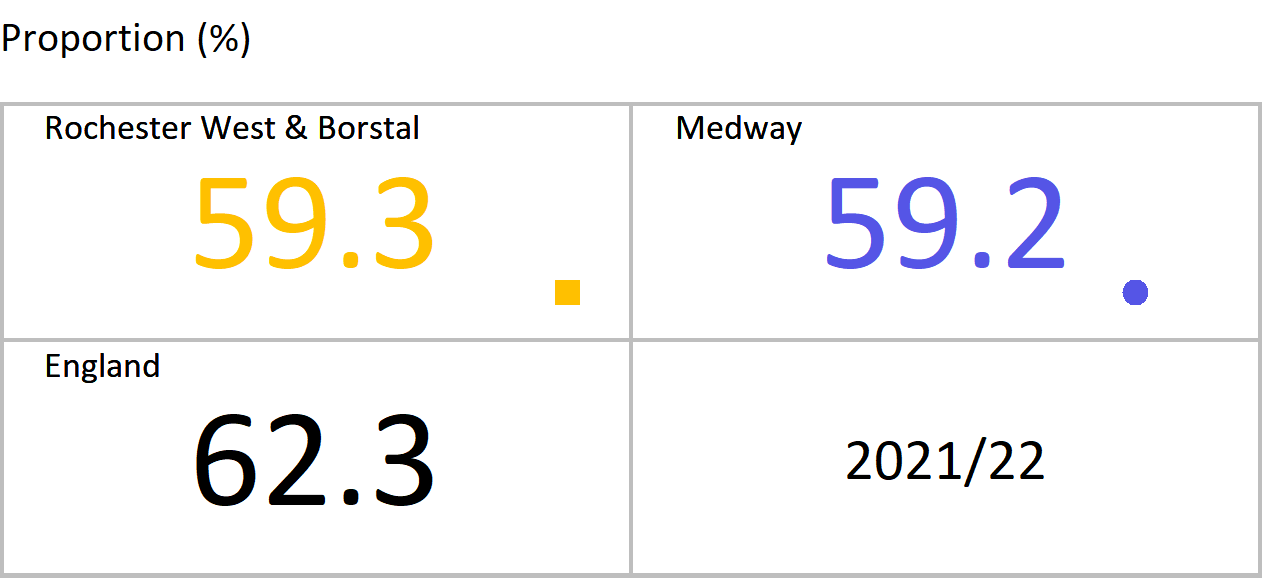 Proportion (%)
Rochester West & Borstal
59.3
Medway
59.2
England
62.3
2021/22